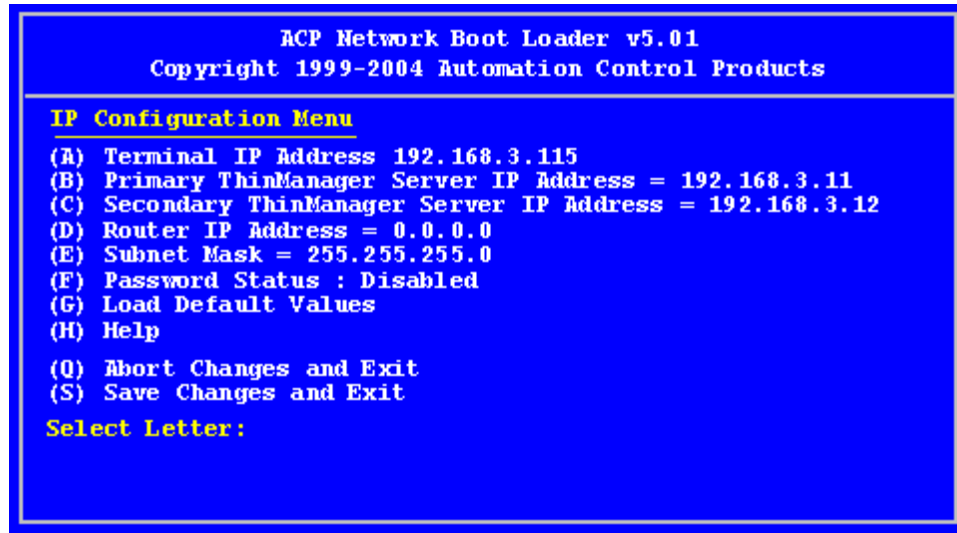 ACP Network Boot Loader v5.01
Copyright 1999-2004 Automation Control Products
IP Configuration Menu
(A) Terminal IP Address 192.168.3.115
(B) Primary ThinManager Server IP Address = 192.168.3.11
(C) Secondary ThinManager Server IP Address = 192.168.3.12
(D) Router IP Address = 0.0.0.0
(E) Subnet Mask = 255.255.255.0
(F) Password Status : Disabled
(G) Load Default Values
(H) Help
(Q) Abort Changes and Exit
(S) Save Changes and Exit
Select Letter: